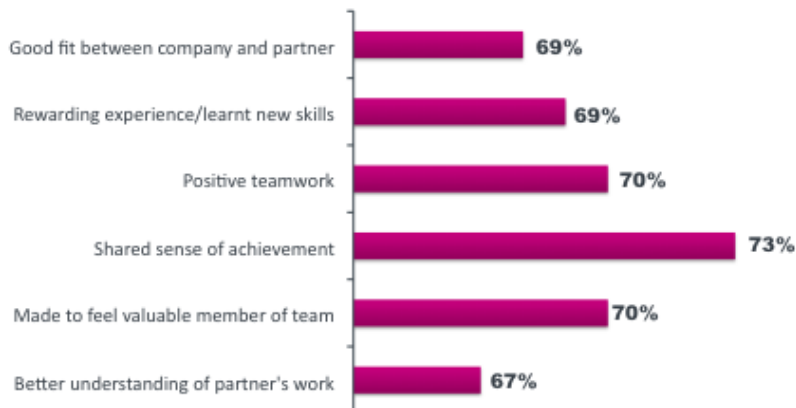 Good fit between company and partner 69%
Rewarding experience/learnt new skills 69%
Positive teamwork 70%
Shared sense of achievement 73%
Made to feel valuable member of team 70%
Better understanding of partner's work 67%